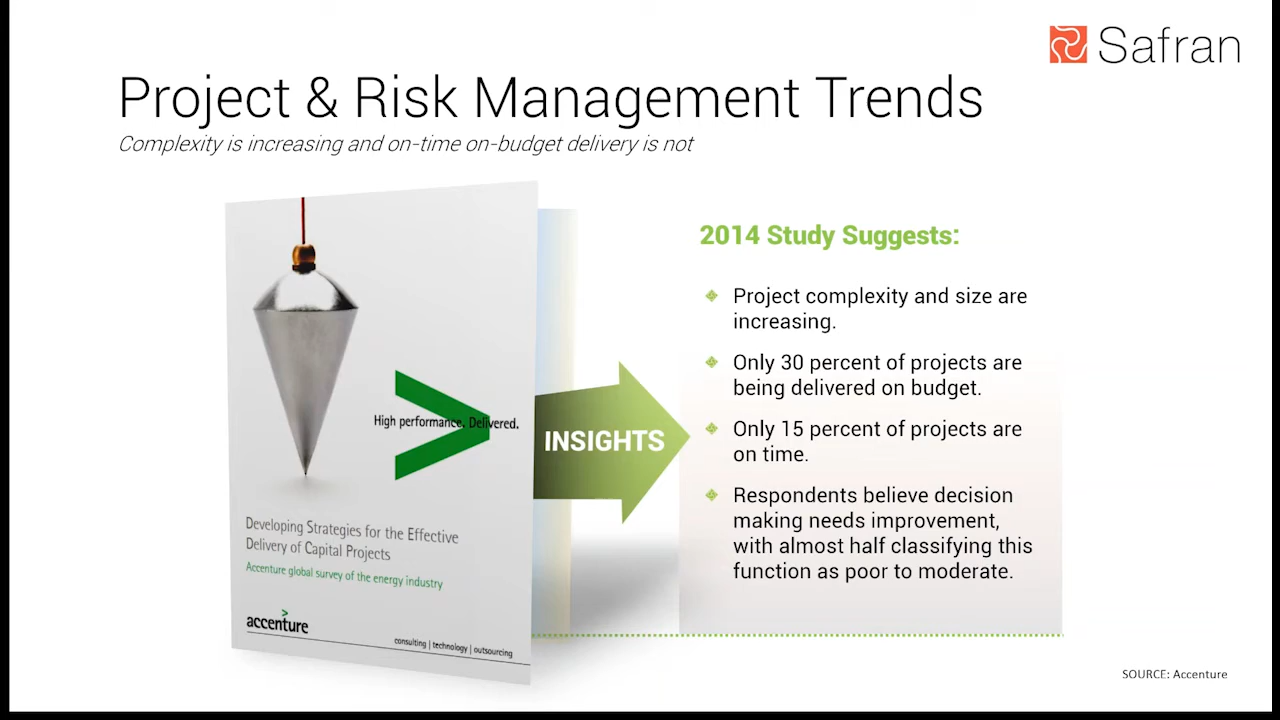 Safran
Project & Risk Management Trends
Complexity is increasing and on-time on-budget delivery is not
High performance. Delivered.
Developing Strategies for the Effective
Delivery of Capital Projects
Accenture global survey of the energy industry
accenture
consulting | technology | outsourcing
INSIGHTS
2014 Study Suggests:
Project complexity and size are
increasing.
Only 30 percent of projects are
being delivered on budget.
Only 15 percent of projects are
on time.
Respondents believe decision
making needs improvement,
with almost half classifying this
function as poor to moderate.
SOURCE: Accenture